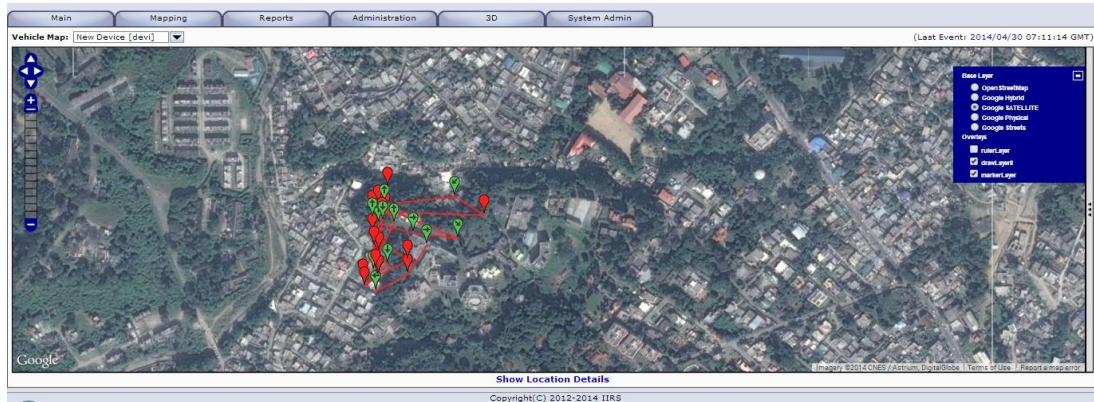 Main Mapping Reports Administration 3D System Admin
Vehicle Map: New Device [devi] (Last Event: 2014/04/30 07:11:14 GMT)
Base Layer
OpenStreetMap
Google Hybrid
Google SATELLITE
Google Physical
Google Streets
Overlays
rulerLayer
drawLayerB
markerLayer
Google
Imagery ©2014 CNES / Astrium, DigitalGlobe Terms of Use Report a map error
Show Location Details
Copyright(C) 2012-2014 IIRS